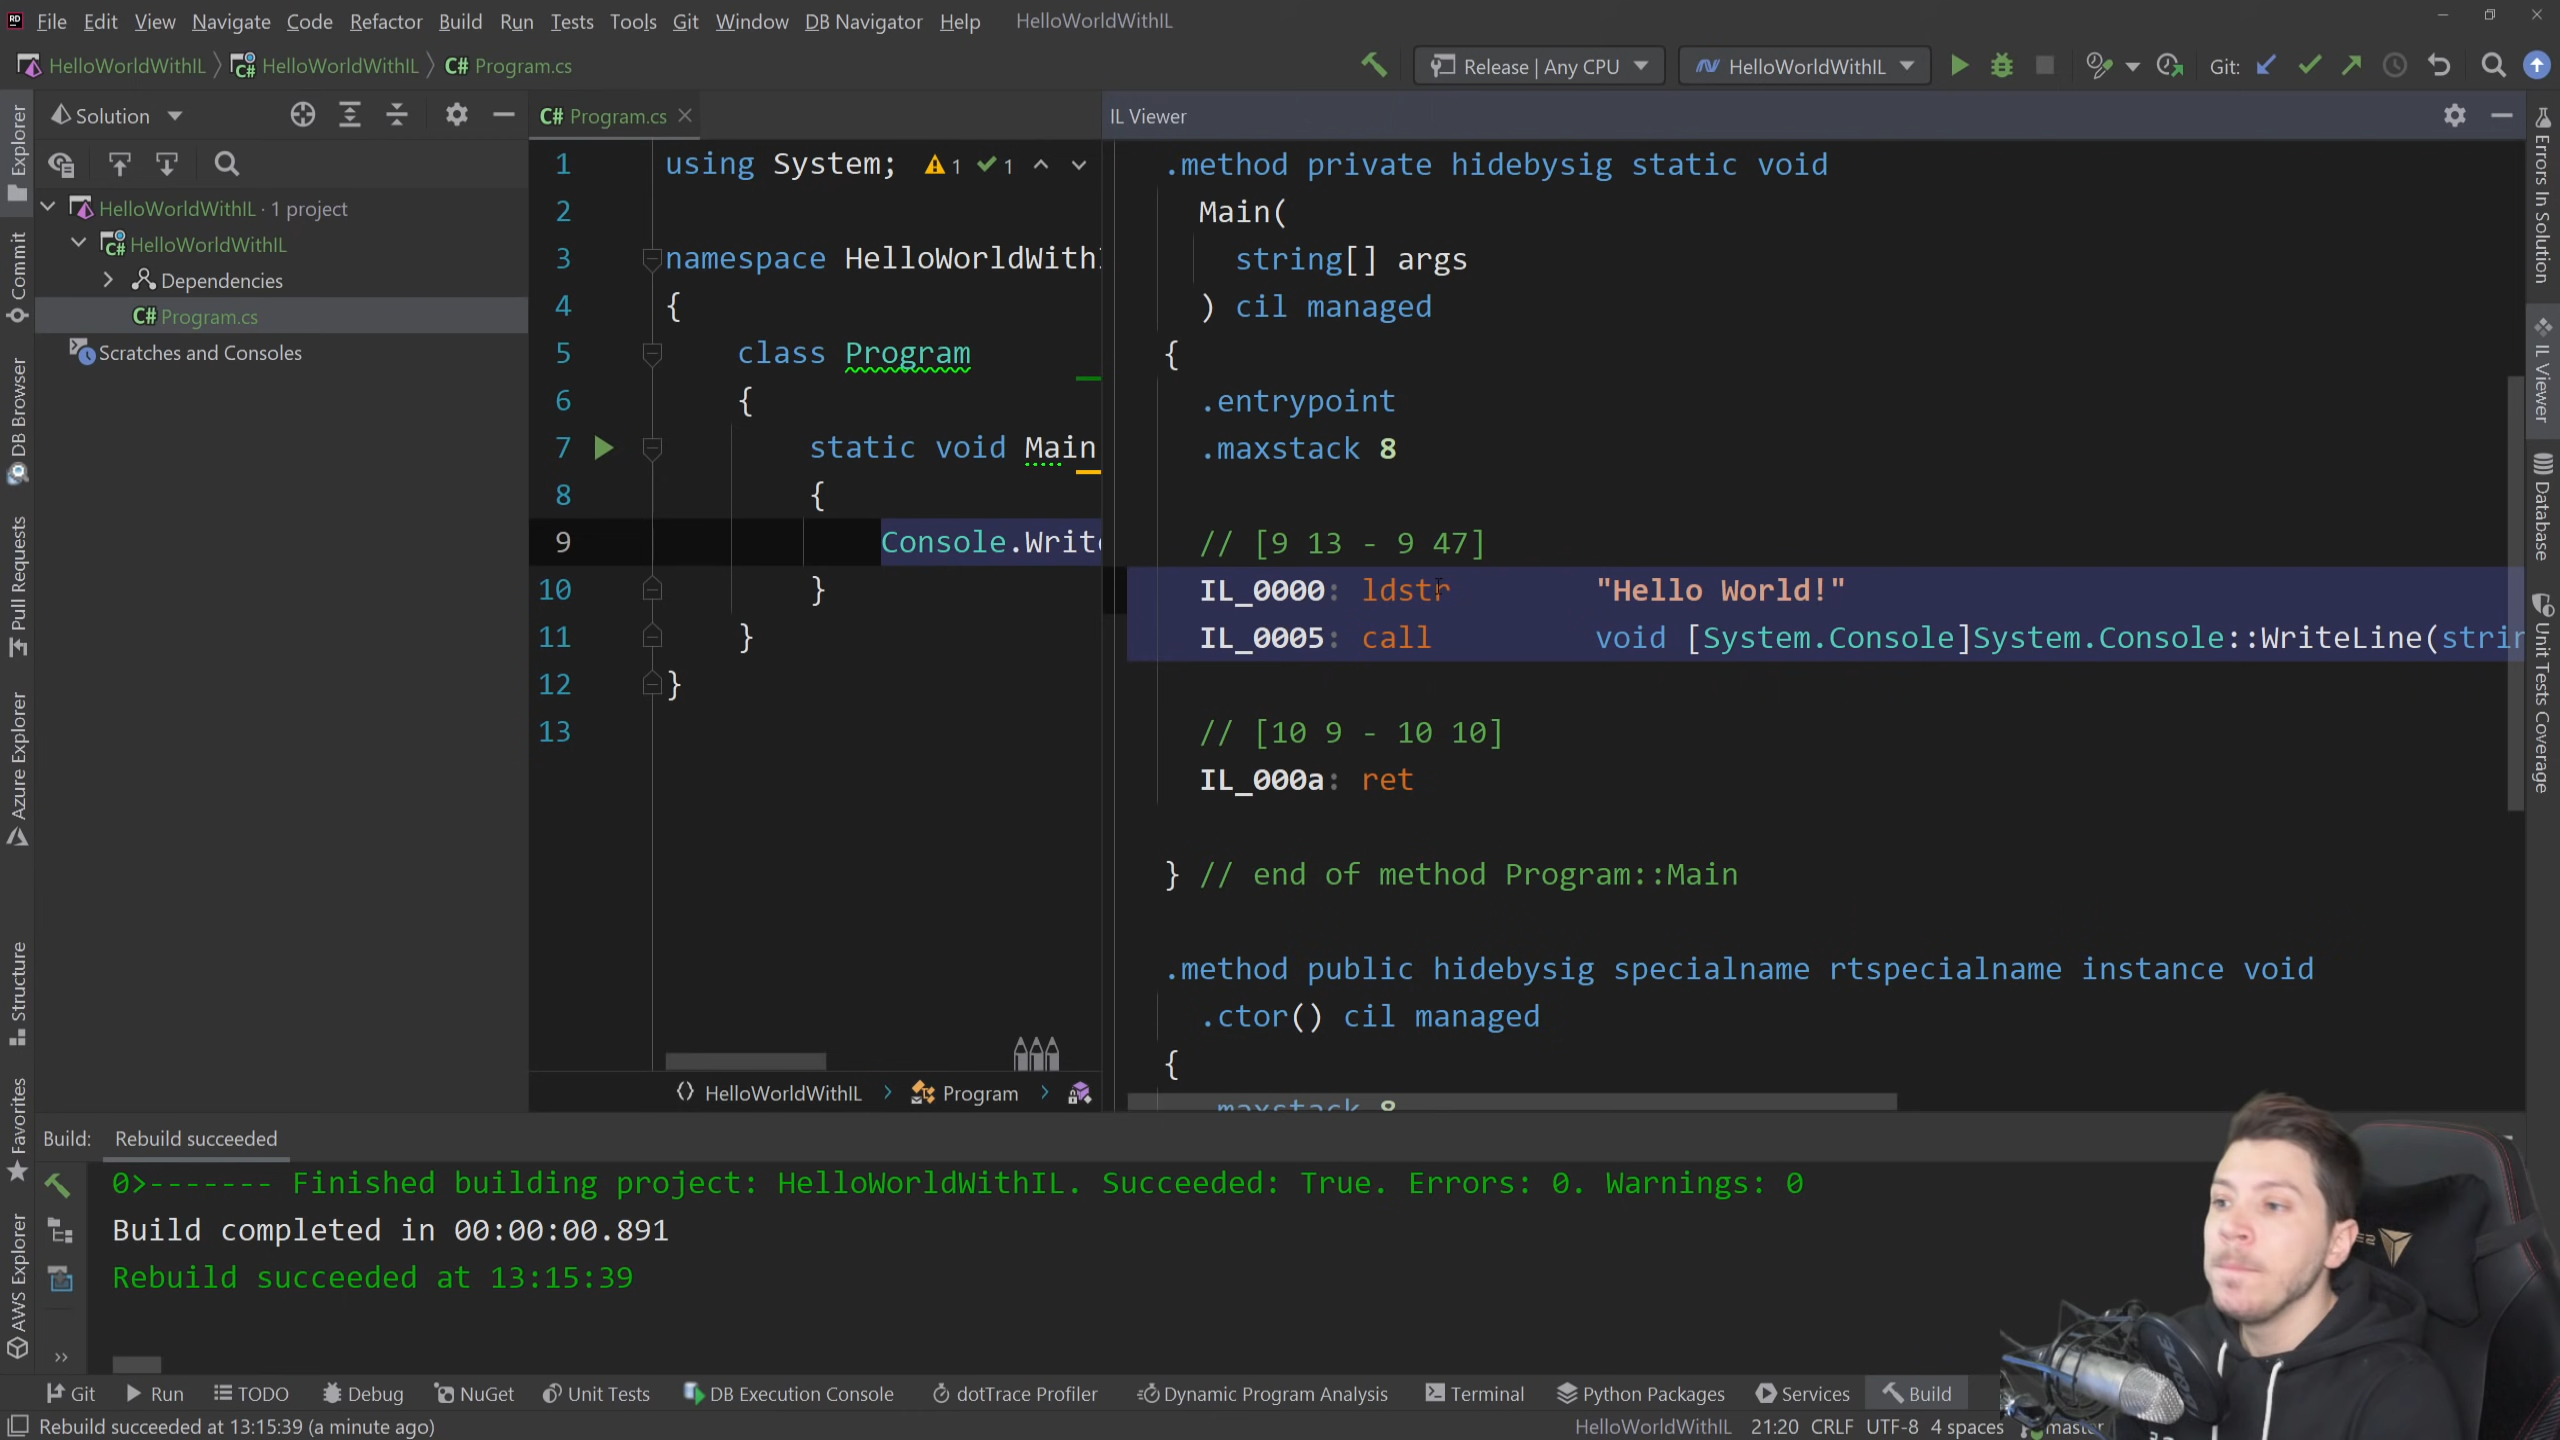 File Edit View Navigate Code Refactor Build Run Tests Tools Git Window DB Navigator Help HelloWorldWithIL
HelloWorldWithIL HelloWorldWithIL C# Program.cs Release | Any CPU HelloWorldWithIL Git:
Solution
HelloWorldWithIL · 1 project
HelloWorldWithIL
Dependencies
C# Program.cs
Scratches and Consoles
Explorer
Commit
DB Browser
Pull Requests
Azure Explorer
Structure
Favorites
AWS Explorer
C# Program.cs
1 using System; 1 1
2
3 namespace HelloWorldWith
4 {
5 class Program
6 {
7 static void Main
8 {
9 Console.Write
10 }
11 }
12 }
13
HelloWorldWithIL Program
IL Viewer
.method private hidebysig static void
Main(
string[] args
) cil managed
{
.entrypoint
.maxstack 8
// [9 13 - 9 47]
IL_0000: ldstr "Hello World!"
IL_0005: call void [System.Console]System.Console::WriteLine(strin
// [10 9 - 10 10]
IL_000a: ret
} // end of method Program::Main
.method public hidebysig specialname rtspecialname instance void
.ctor() cil managed
{
.maxstack 8
Errors In Solution
IL Viewer
Database
Unit Tests Coverage
Build: Rebuild succeeded
0>------- Finished building project: HelloWorldWithIL. Succeeded: True. Errors: 0. Warnings: 0
Build completed in 00:00:00.891
Rebuild succeeded at 13:15:39
Git Run TODO Debug NuGet Unit Tests DB Execution Console dotTrace Profiler Dynamic Program Analysis Terminal Python Packages Services Build
Rebuild succeeded at 13:15:39 (a minute ago) HelloWorldWithIL 21:20 CRLF UTF-8 4 spaces master